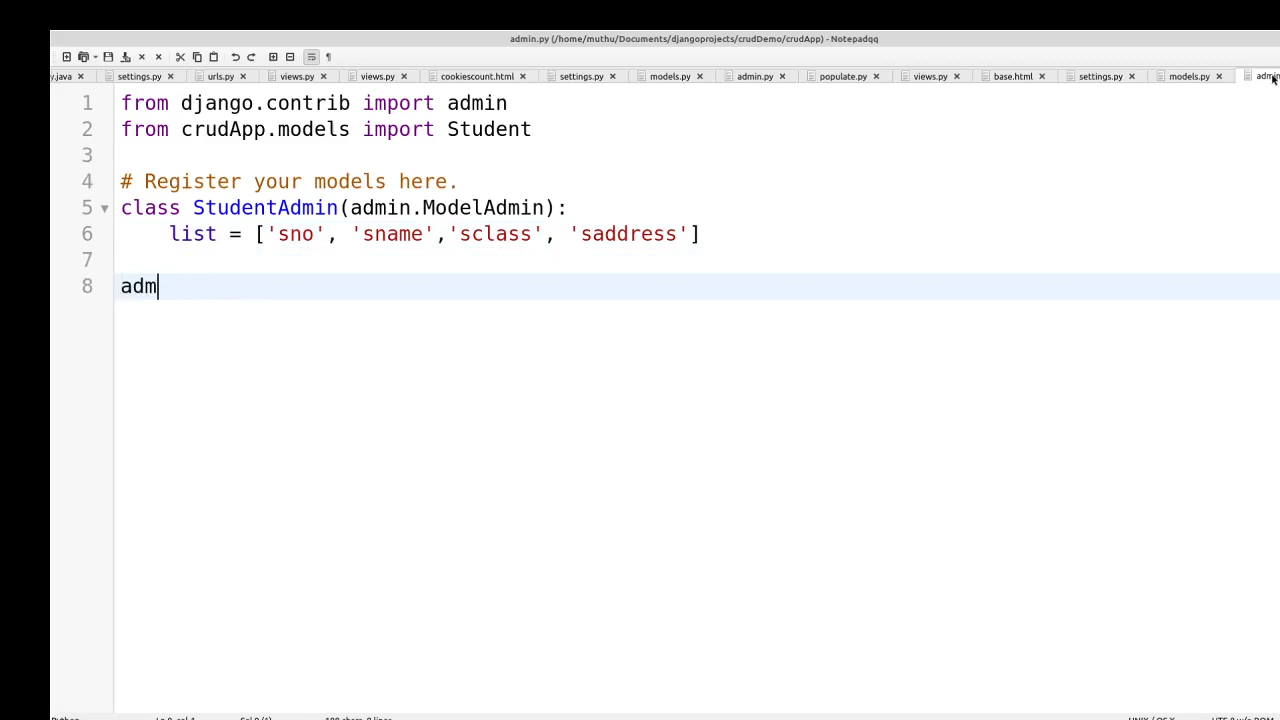 admin.py (/home/muthu/Documents/djangoprojects/crudDemo/crudApp) - Notepadqq
y.java settings.py urls.py views.py views.py cookiescount.html settings.py models.py admin.py populate.py views.py base.html settings.py models.py admin
1 from django.contrib import admin
2 from crudApp.models import Student
3
4 # Register your models here.
5 class StudentAdmin(admin.ModelAdmin):
6 list = ['sno', 'sname','sclass', 'saddress']
7
8 adm